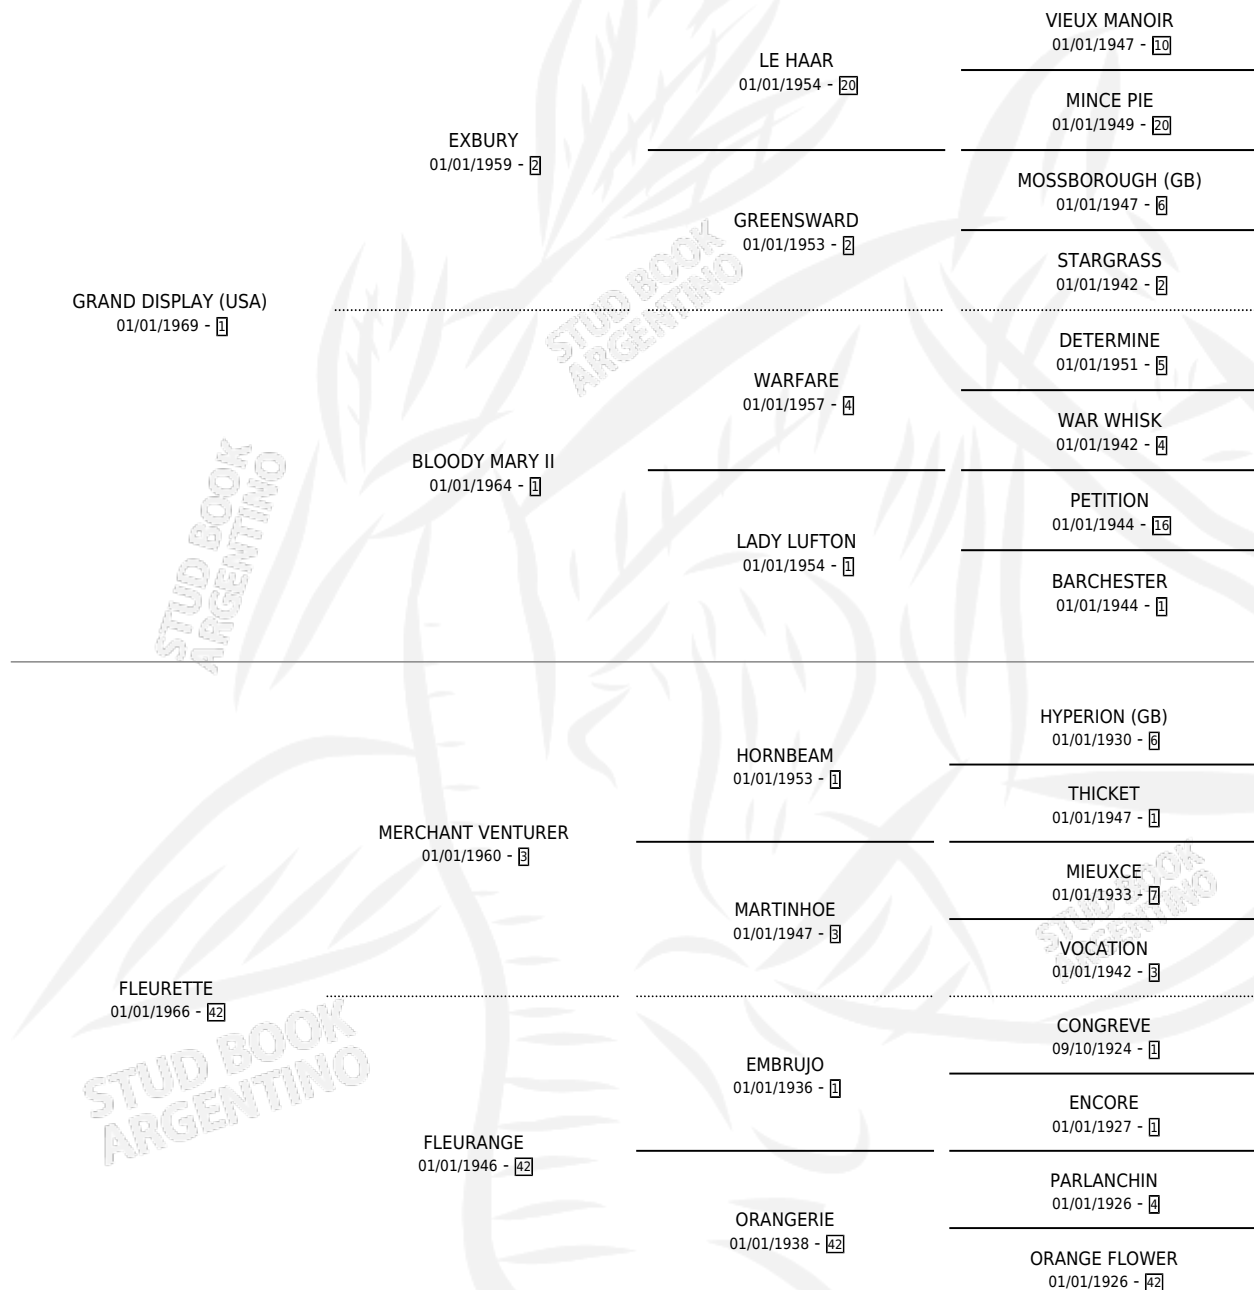 VIEUX MANOIR
01/01/1947 - 10
LE HAAR
01/01/1954 - 20
MINCE PIE
01/01/1949 - 20
EXBURY
01/01/1959 - 2
MOSSBOROUGH (GB)
01/01/1947 - 6
GREENSWARD
01/01/1953 - 2
STARGRASS
01/01/1942 - 2
GRAND DISPLAY (USA)
01/01/1969 - 1
DETERMINE
01/01/1951 - 5
WARFARE
01/01/1957 - 4
WAR WHISK
01/01/1942 - 4
BLOODY MARY II
01/01/1964 - 1
PETITION
01/01/1944 - 16
LADY LUFTON
01/01/1954 - 1
BARCHESTER
01/01/1944 - 1
STUD BOOK
ARGENTINO
STUD BOOK
ARGENTINO
HYPERION (GB)
01/01/1930 - 6
HORNBEAM
01/01/1953 - 1
THICKET
01/01/1947 - 1
MERCHANT VENTURER
01/01/1960 - 3
MIEUXCE
01/01/1933 - 7
MARTINHOE
01/01/1947 - 3
VOCATION
01/01/1942 - 3
STUD BOOK
ARGENTINO
FLEURETTE
01/01/1966 - 42
CONGREVE
09/10/1924 - 1
EMBRUJO
01/01/1936 - 1
ENCORE
01/01/1927 - 1
FLEURANGE
01/01/1946 - 42
PARLANCHIN
01/01/1926 - 4
ORANGERIE
01/01/1938 - 42
ORANGE FLOWER
01/01/1926 - 42
STUD BOOK
ARGENTINO